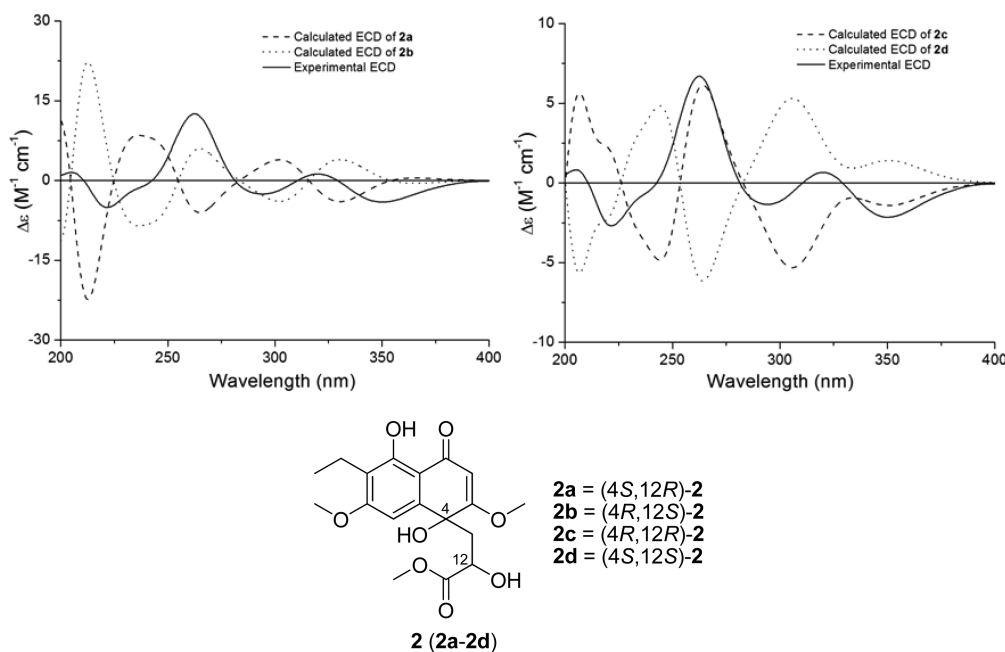 30
15
0
-15
-30
Δε (M⁻¹ cm⁻¹)
Calculated ECD of 2a
Calculated ECD of 2b
Experimental ECD
200 250 300 350 400
Wavelength (nm)
10
5
0
-5
-10
Δε (M⁻¹ cm⁻¹)
Calculated ECD of 2c
Calculated ECD of 2d
Experimental ECD
200 250 300 350 400
Wavelength (nm)
OH O
O
4
HO
O
12
O
OH
O
2 (2a-2d)
2a = (4S,12R)-2
2b = (4R,12S)-2
2c = (4R,12R)-2
2d = (4S,12S)-2